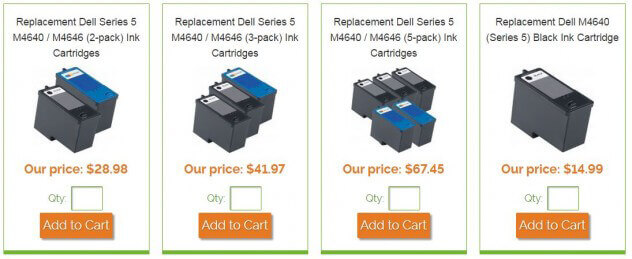 Replacement Dell Series 5
M4640 / M4646 (2-pack) Ink
Cartridges
Our price: $28.98
Qty:
Add to Cart
Replacement Dell Series 5
M4640 / M4646 (3-pack) Ink
Cartridges
Our price: $41.97
Qty:
Add to Cart
Replacement Dell Series 5
M4640 / M4646 (5-pack) Ink
Cartridges
Our price: $67.45
Qty:
Add to Cart
Replacement Dell M4640
(Series 5) Black Ink Cartridge
Our price: $14.99
Qty:
Add to Cart